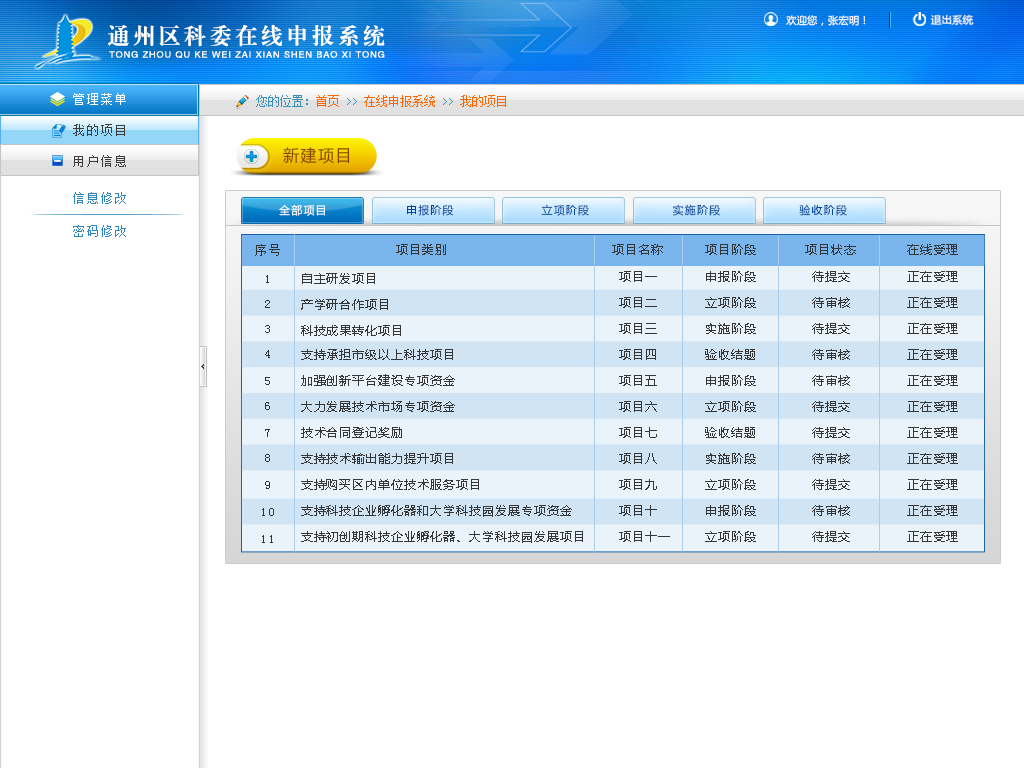 通州区科委在线申报系统
TONG ZHOU QU KE WEI ZAI XIAN SHEN BAO XI TONG
欢迎您，张宏明！ 退出系统
管理菜单
我的项目
用户信息
信息修改
密码修改
您的位置：首页 >> 在线申报系统 >> 我的项目
新建项目
全部项目 申报阶段 立项阶段 实施阶段 验收阶段
序号 项目类别 项目名称 项目阶段 项目状态 在线受理
1 自主研发项目 项目一 申报阶段 待提交 正在受理
2 产学研合作项目 项目二 立项阶段 待审核 正在受理
3 科技成果转化项目 项目三 实施阶段 待提交 正在受理
4 支持承担市级以上科技项目 项目四 验收结题 待审核 正在受理
5 加强创新平台建设专项资金 项目五 申报阶段 待审核 正在受理
6 大力发展技术市场专项资金 项目六 立项阶段 待提交 正在受理
7 技术合同登记奖励 项目七 验收结题 待提交 正在受理
8 支持技术输出能力提升项目 项目八 实施阶段 待审核 正在受理
9 支持购买区内单位技术服务项目 项目九 立项阶段 待提交 正在受理
10 支持科技企业孵化器和大学科技园发展专项资金 项目十 申报阶段 待审核 正在受理
11 支持初创期科技企业孵化器、大学科技园发展项目 项目十一 立项阶段 待提交 正在受理